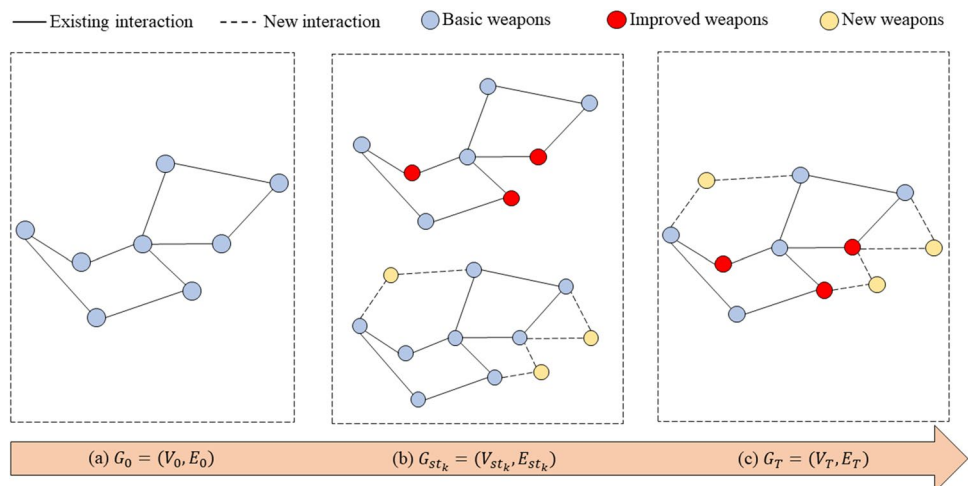 Existing interaction
New interaction
Basic weapons
Improved weapons
New weapons
(a) G₀ = (V₀, E₀)
(b) G_{st_k} = (V_{st_k}, E_{st_k})
(c) G_T = (V_T, E_T)